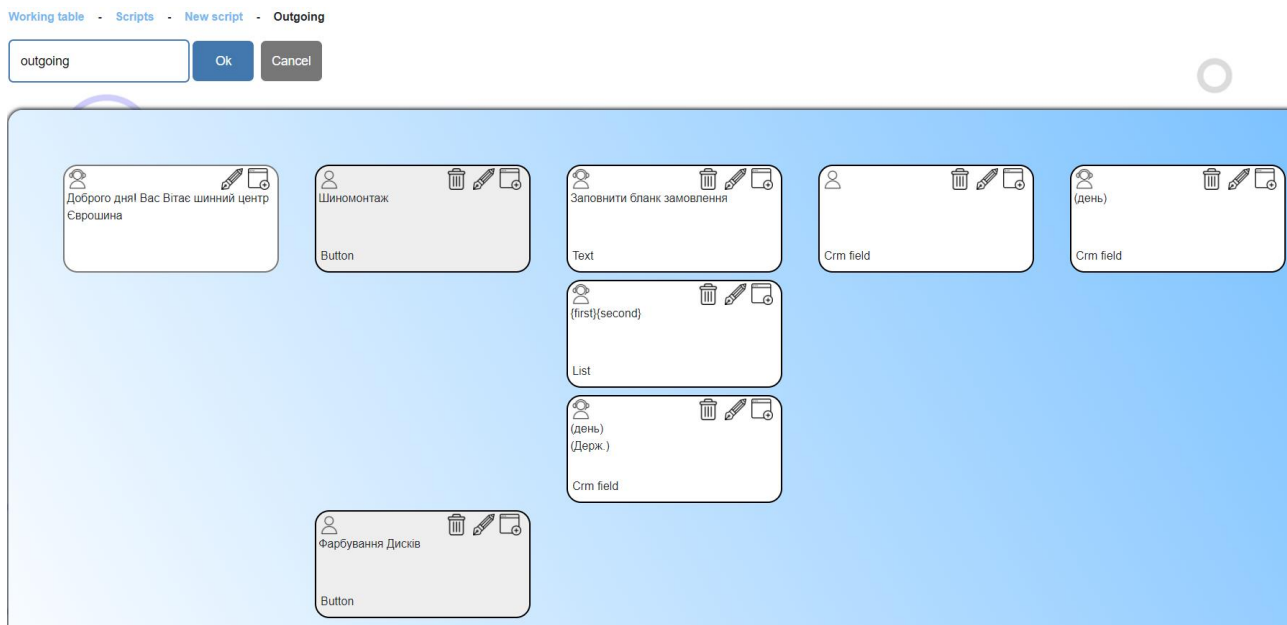 Working table - Scripts - New script - Outgoing
outgoing
Ok
Cancel
Доброго дня! Вас Вітає шинний центр
Єврошина
Шиномонтаж
Button
Заповнити бланк замовлення
Text
Crm field
(день)
Crm field
{first}{second}
List
(день)
(Держ.)
Crm field
Фарбування Дисків
Button